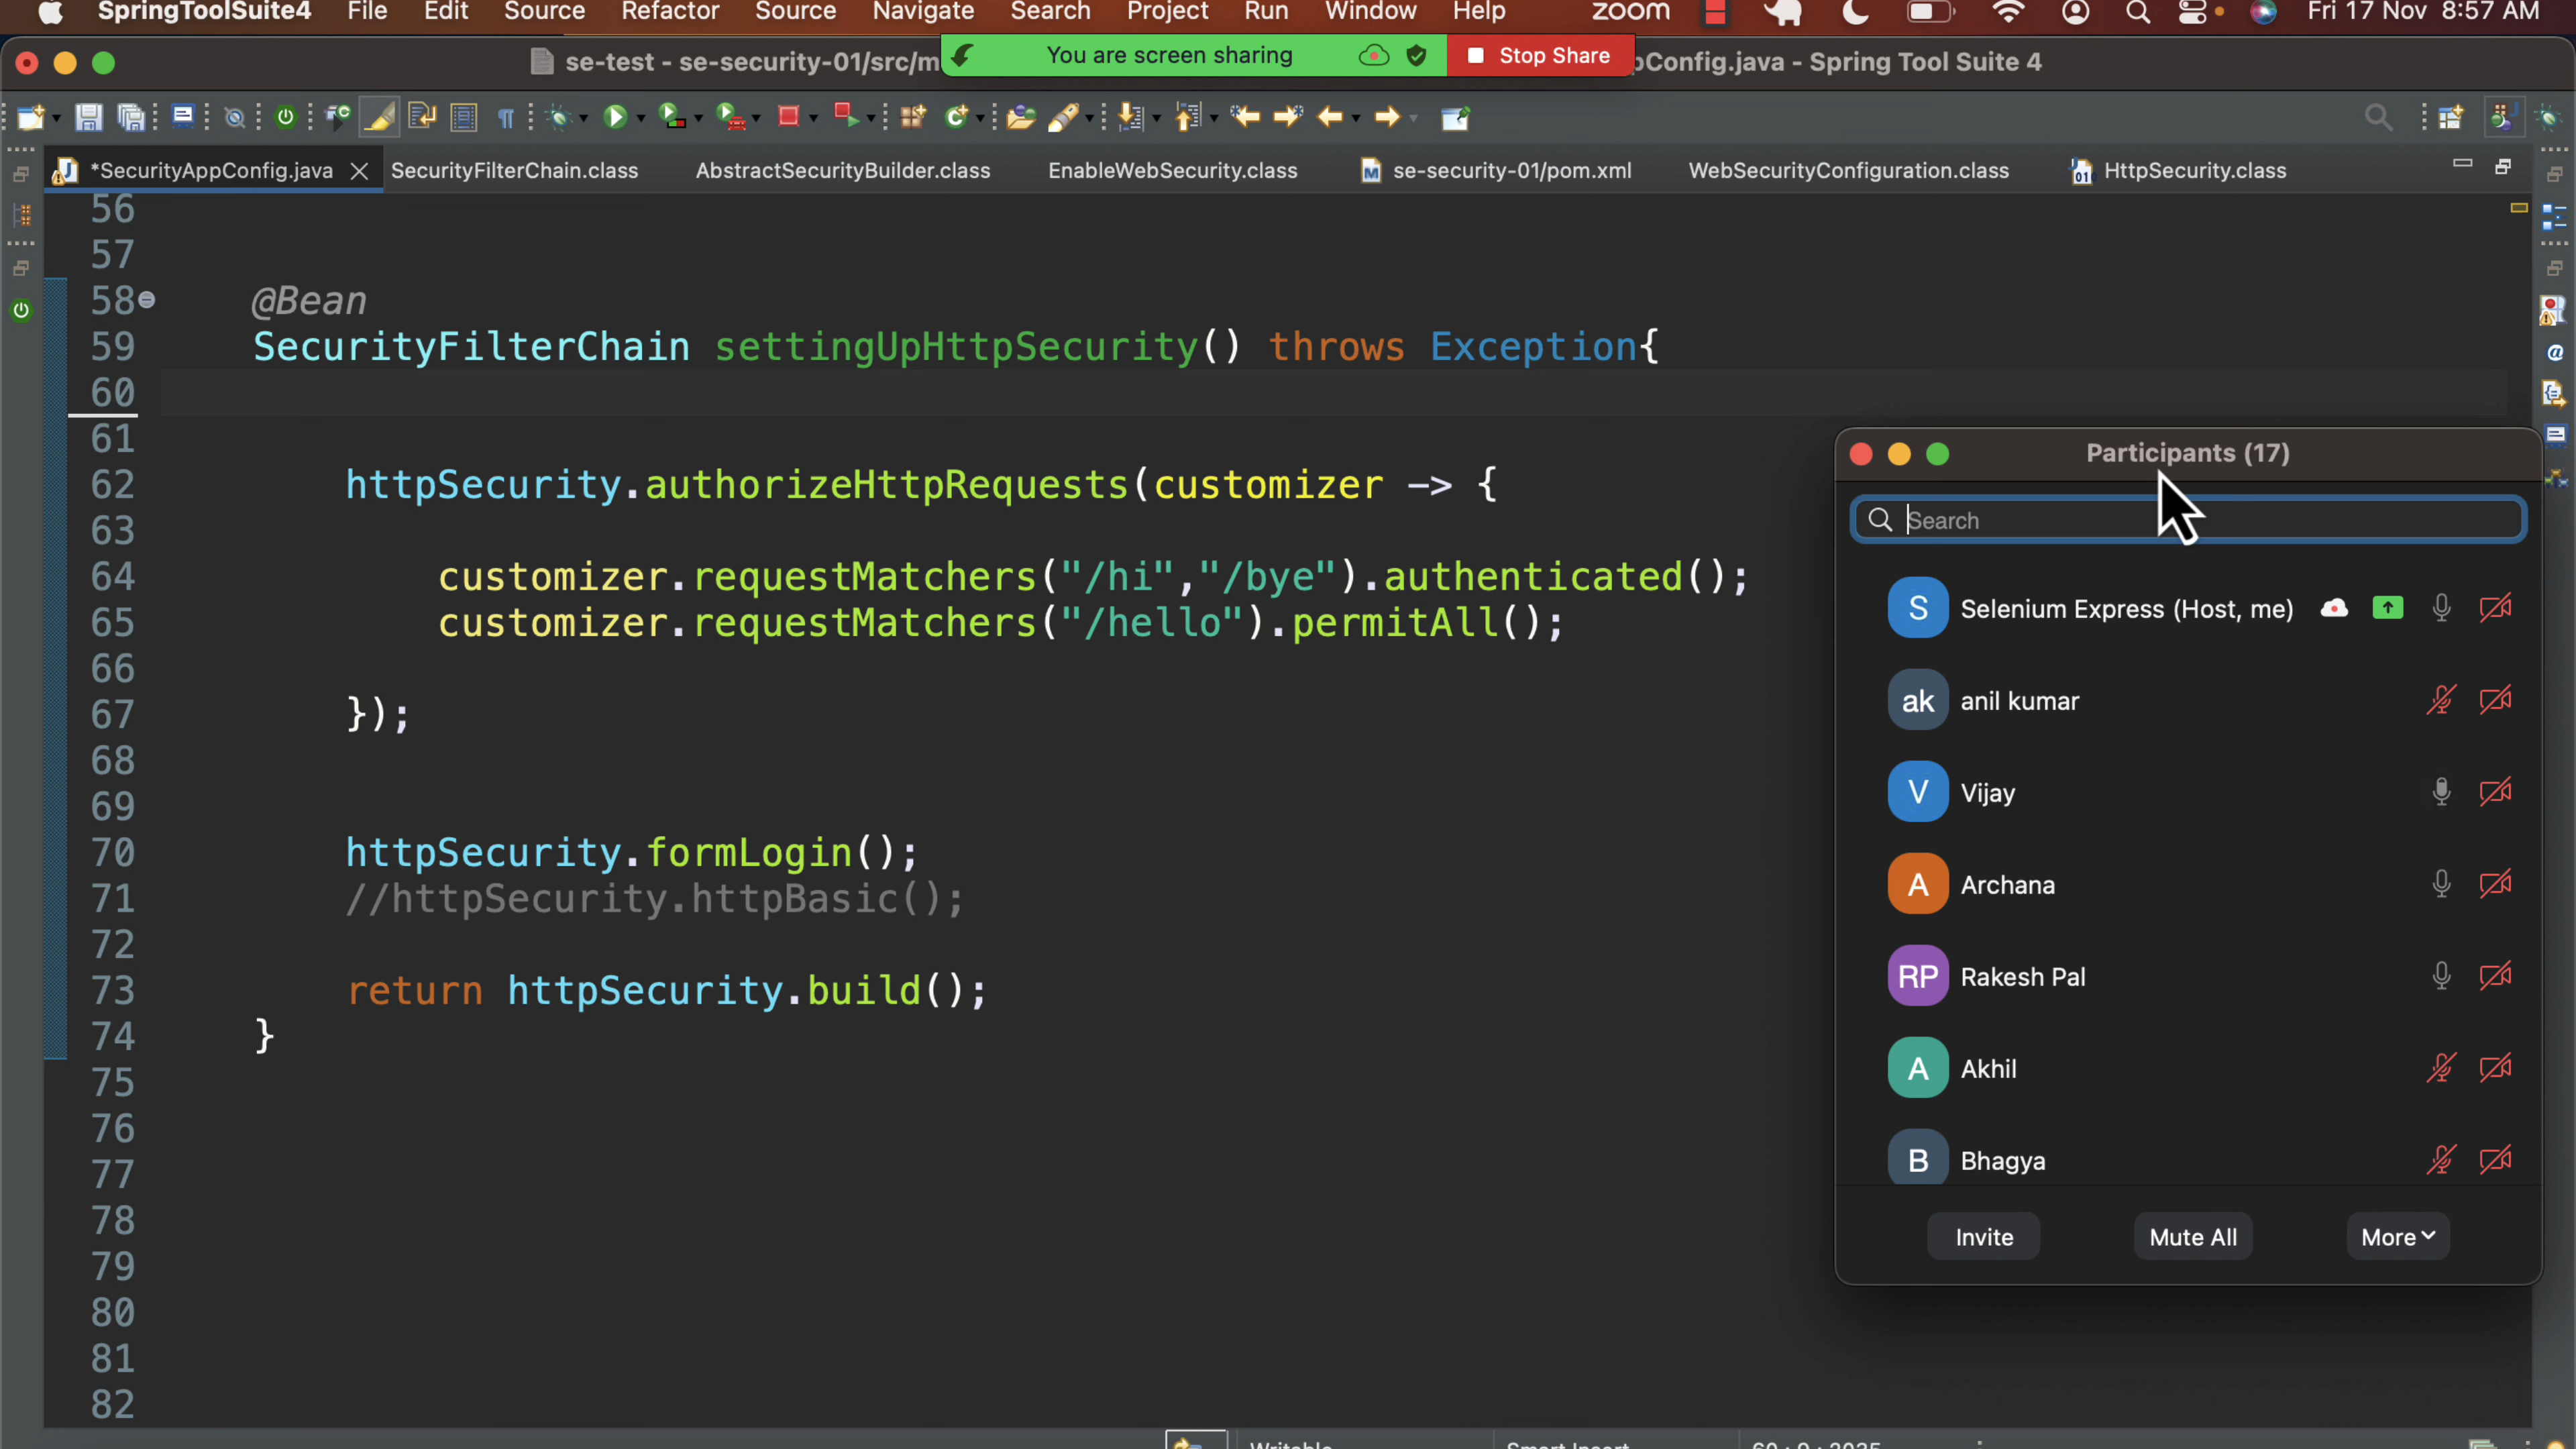 SpringToolSuite4 File Edit Source Refactor Source Navigate Search Project Run Window Help zoom Fri 17 Nov 8:57 AM
se-test - se-security-01/src/m You are screen sharing Stop Share pConfig.java - Spring Tool Suite 4
*SecurityAppConfig.java SecurityFilterChain.class AbstractSecurityBuilder.class EnableWebSecurity.class se-security-01/pom.xml WebSecurityConfiguration.class HttpSecurity.class
56
57
58 @Bean
59 SecurityFilterChain settingUpHttpSecurity() throws Exception{
60
61
62 httpSecurity.authorizeHttpRequests(customizer -> {
63
64 customizer.requestMatchers("/hi","/bye").authenticated();
65 customizer.requestMatchers("/hello").permitAll();
66
67 });
68
69
70 httpSecurity.formLogin();
71 //httpSecurity.httpBasic();
72
73 return httpSecurity.build();
74 }
75
76
77
78
79
80
81
82
Participants (17)
Search
S Selenium Express (Host, me)
ak anil kumar
V Vijay
A Archana
RP Rakesh Pal
A Akhil
B Bhagya
Invite Mute All More